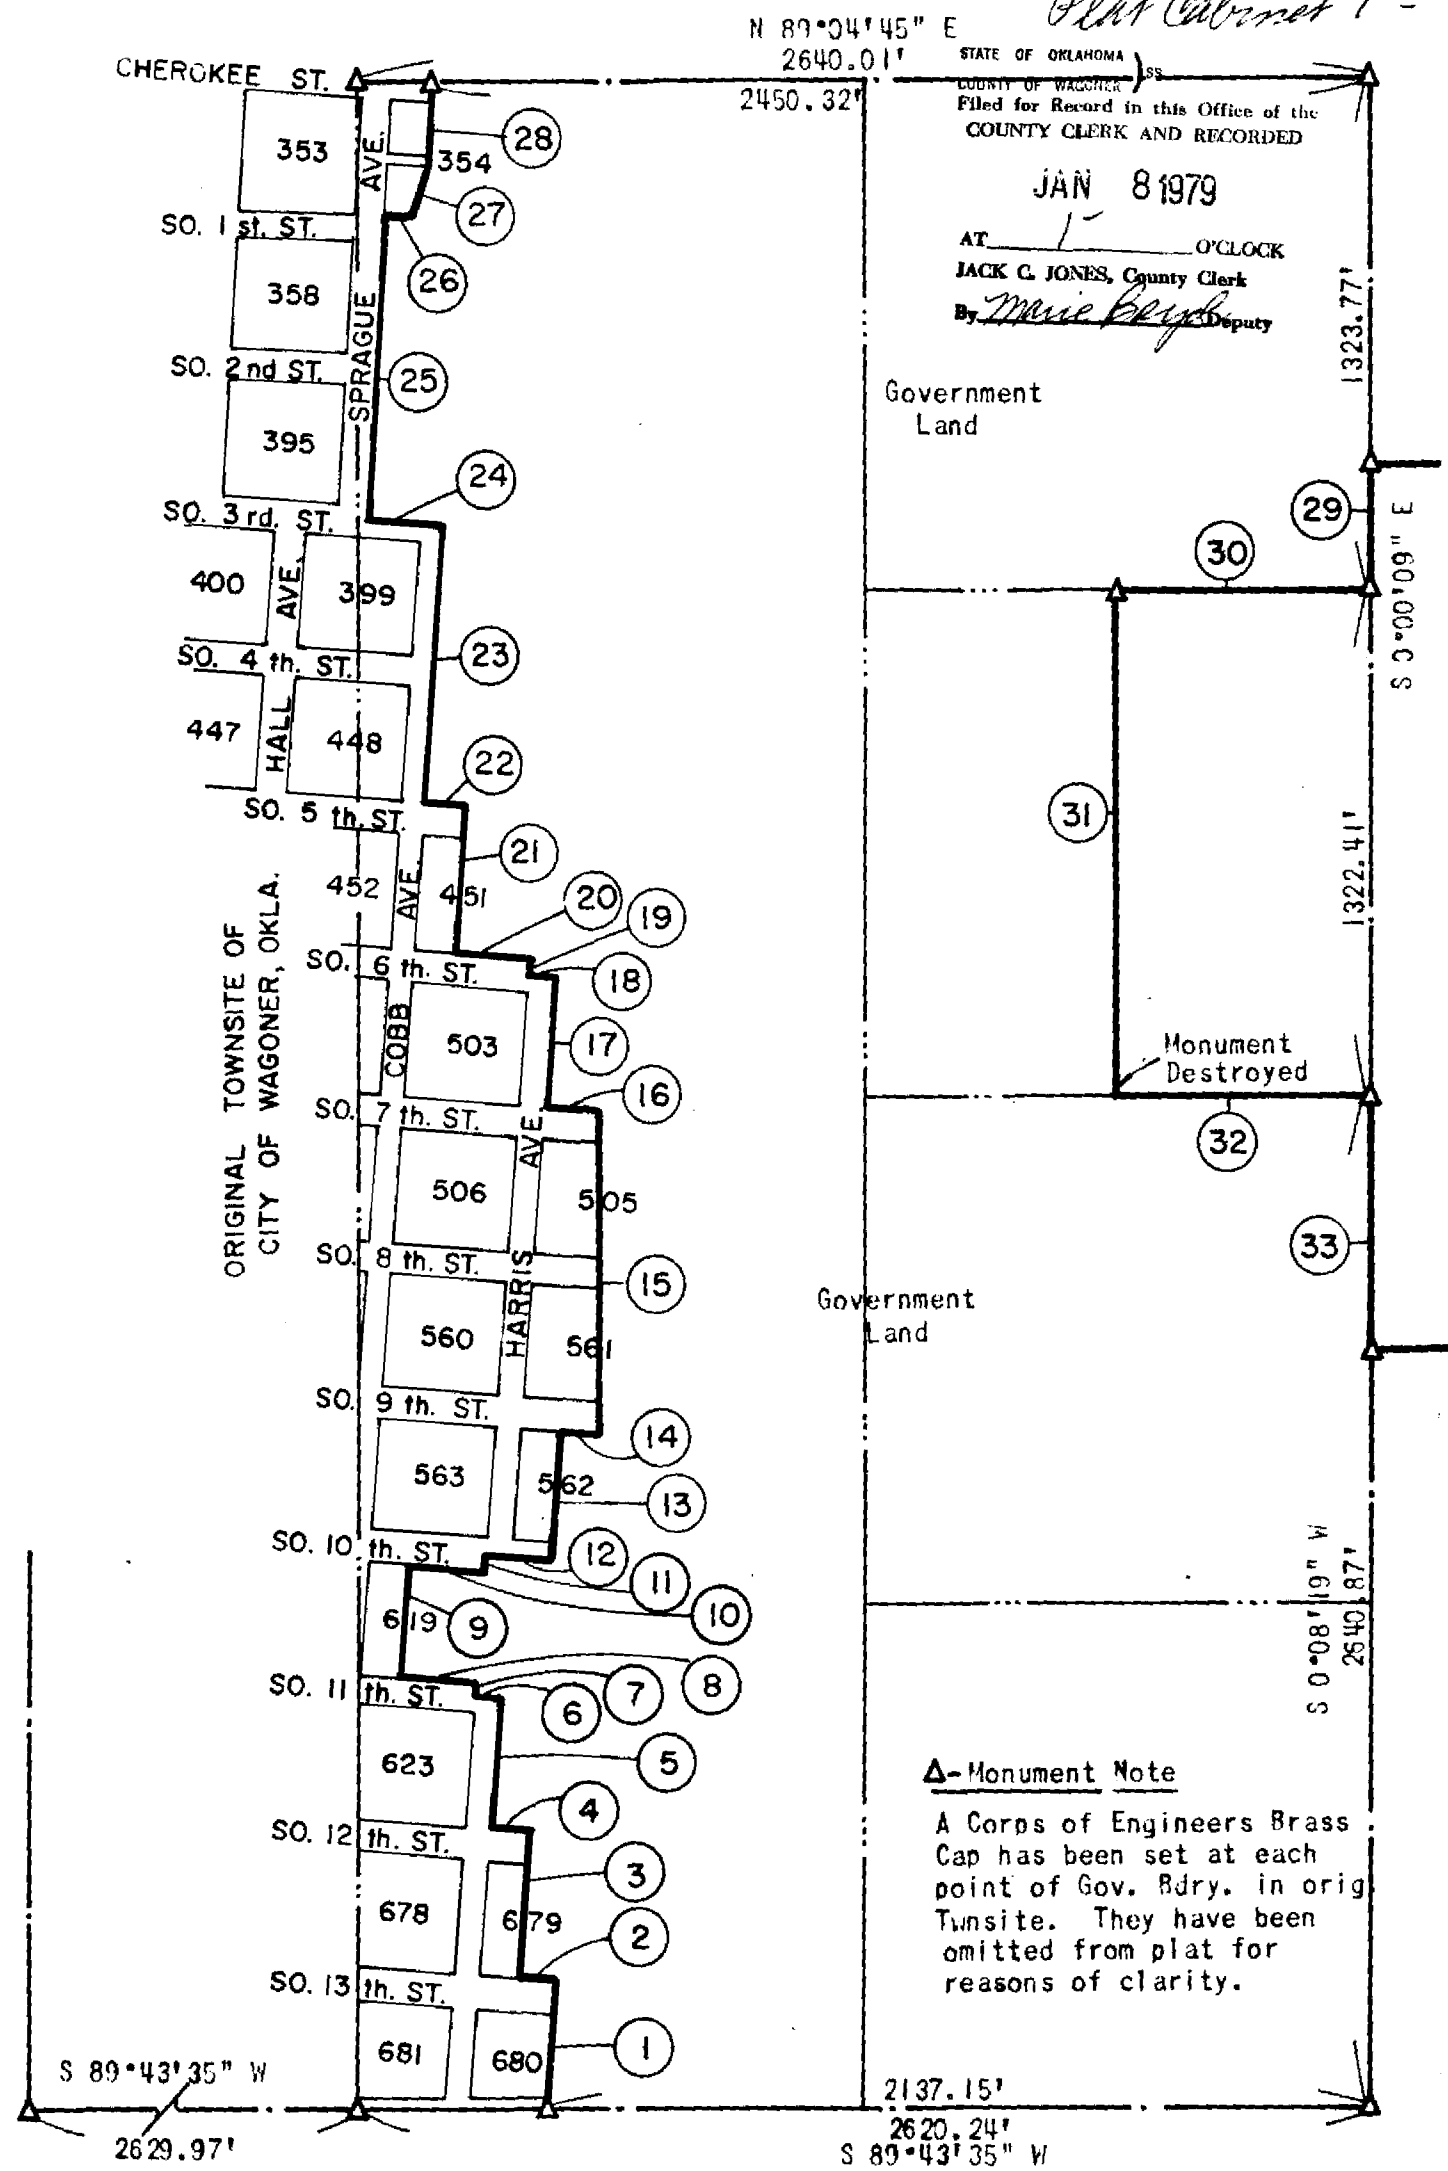 Plat Cabinet 1 -
N 89°04'45" E
2640.01'
2450.32'
STATE OF OKLAHOMA ) SS
COUNTY OF WAGONER
Filed for Record in this Office of the
COUNTY CLERK AND RECORDED
JAN 8 1979
AT 1 - O'CLOCK
JACK C. JONES, County Clerk
By Marie Deputy
CHEROKEE ST.
353
AVE.
354
28
27
SO. 1 st. ST.
26
358
SPRAGUE
1323.77'
SO. 2nd ST.
25
Government
Land
395
24
SO. 3 rd. ST.
29
S 0°00'09" E
30
400
AVE.
399
SO. 4 th. ST.
23
447
HALL
448
22
SO. 5 th. ST.
31
1322.41'
21
452
AVE.
451
20
19
SO. 6 th. ST.
18
ORIGINAL TOWNSITE OF
CITY OF WAGONER, OKLA.
COBB
503
17
Monument
Destroyed
16
SO. 7 th. ST.
AVE
32
506
505
33
SO. 8 th. ST.
15
Government
Land
HARRIS
560
561
SO. 9 th. ST.
14
563
562
13
SO. 10 th. ST.
12
11
10
619
9
S 0°08'19" W
2640.87'
8
SO. 11 th. ST.
7
6
623
5
4
SO. 12 th. ST.
3
678
679
2
SO. 13 th. ST.
681
680
1
Δ-Monument Note
A Corps of Engineers Brass
Cap has been set at each
point of Gov. Bdry. in orig
Twnsite. They have been
omitted from plat for
reasons of clarity.
S 89°43'35" W
2629.97'
2137.15'
2620.24'
S 89°43'35" W